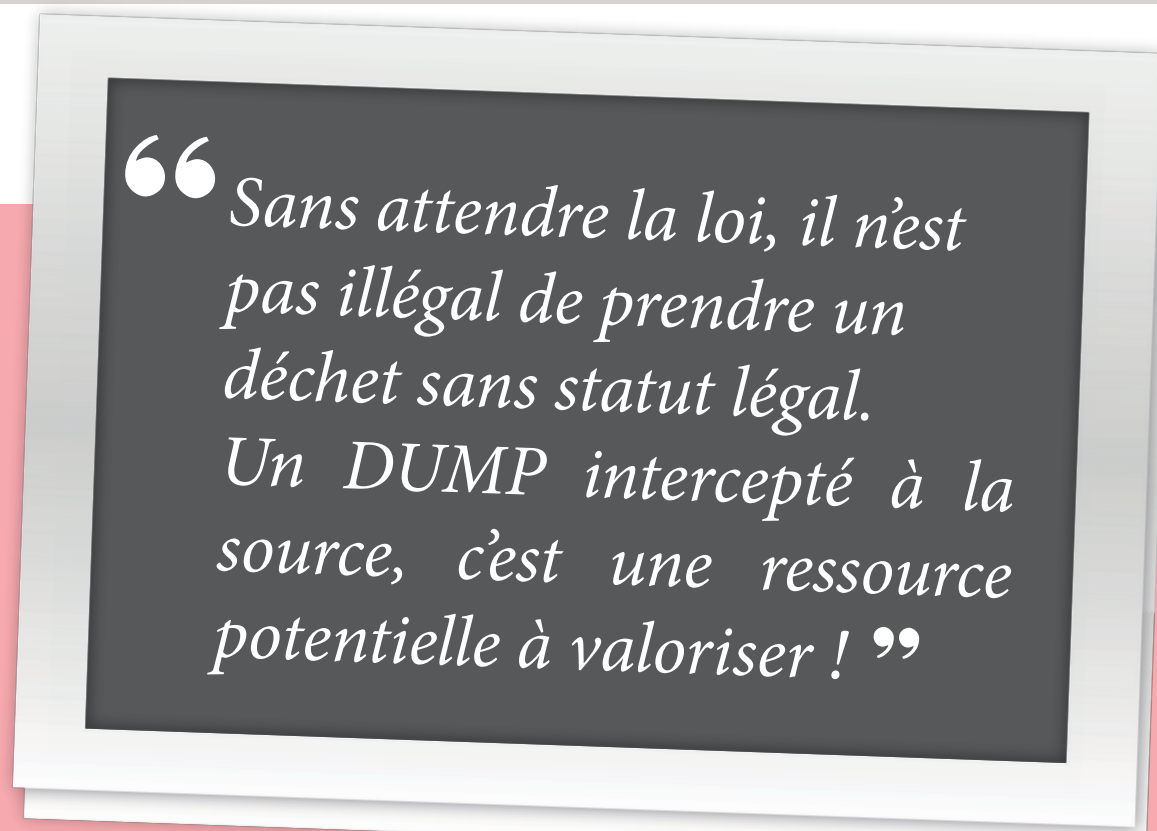 “ Sans attendre la loi, il n’est
pas illégal de prendre un
déchet sans statut légal.
Un DUMP intercepté à la
source, c’est une ressource
potentielle à valoriser ! ”